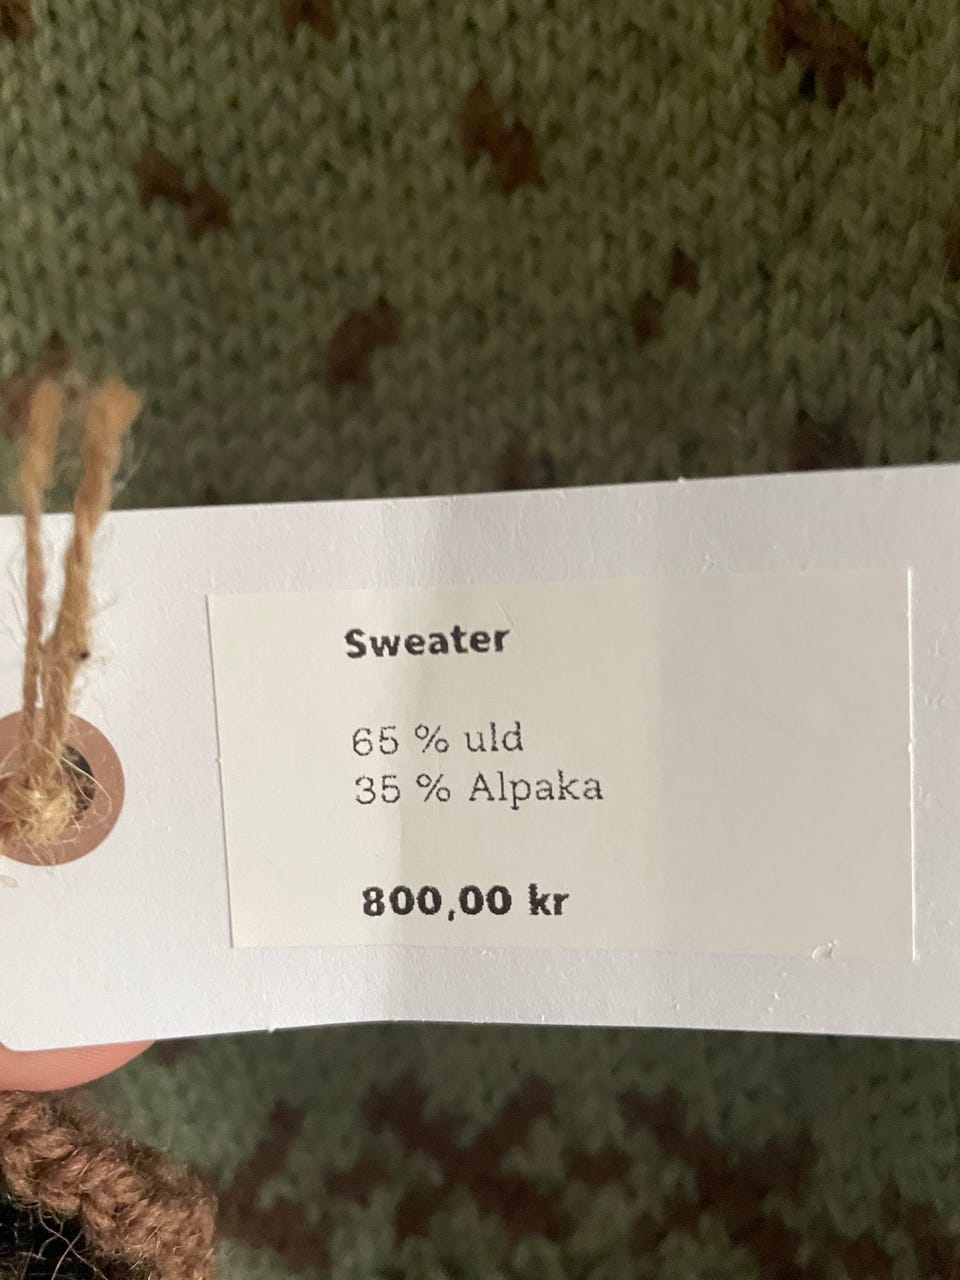 Sweater
65 % uld
35 % Alpaka
800,00 kr